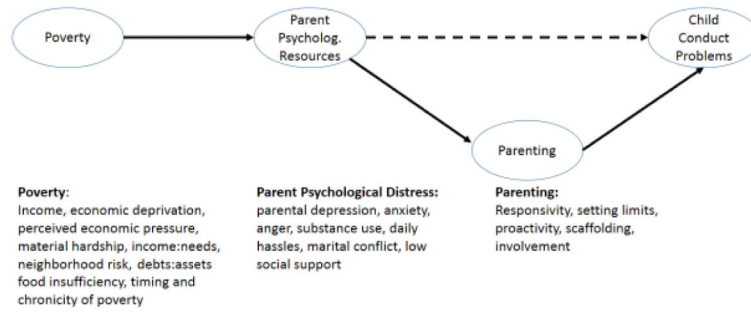 Poverty
Parent
Psycholog.
Resources
Child
Conduct
Problems
Parenting
Poverty:
Income, economic deprivation,
perceived economic pressure,
material hardship, income:needs,
neighborhood risk, debts:assets
food insufficiency, timing and
chronicity of poverty
Parent Psychological Distress:
parental depression, anxiety,
anger, substance use, daily
hassles, marital conflict, low
social support
Parenting:
Responsivity, setting limits,
proactivity, scaffolding,
involvement